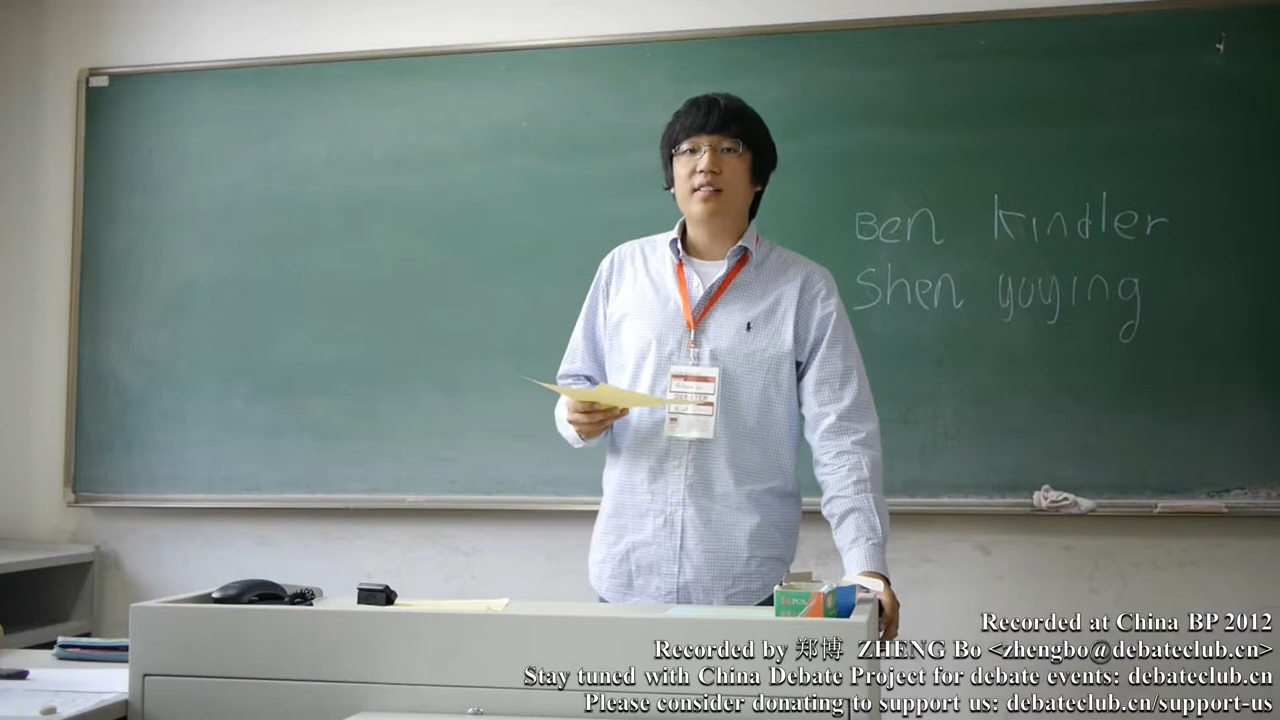 Ben Kindler
Shen yuying
DEBATER
Recorded at China BP 2012
Recorded by 郑博 ZHENG Bo <zhengbo@debateclub.cn>
Stay tuned with China Debate Project for debate events: debateclub.cn
Please consider donating to support us: debateclub.cn/support-us